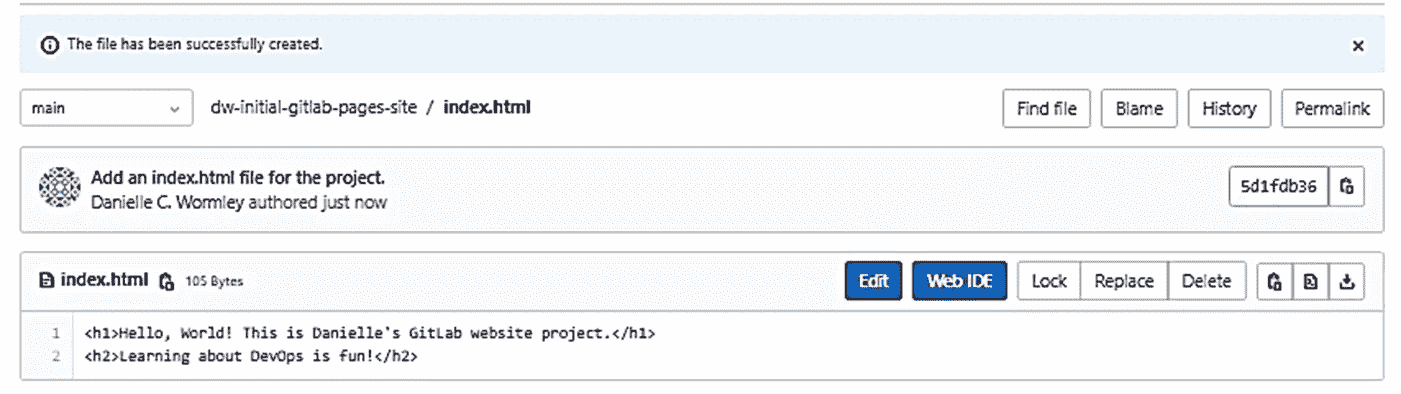 The file has been successfully created.
main dw-initial-gitlab-pages-site / index.html Find file Blame History Permalink
Add an index.html file for the project.
Danielle C. Wormley authored just now
5d1fdb36
index.html 105 Bytes Edit Web IDE Lock Replace Delete
1 <h1>Hello, World! This is Danielle's GitLab website project.</h1>
2 <h2>Learning about DevOps is fun!</h2>